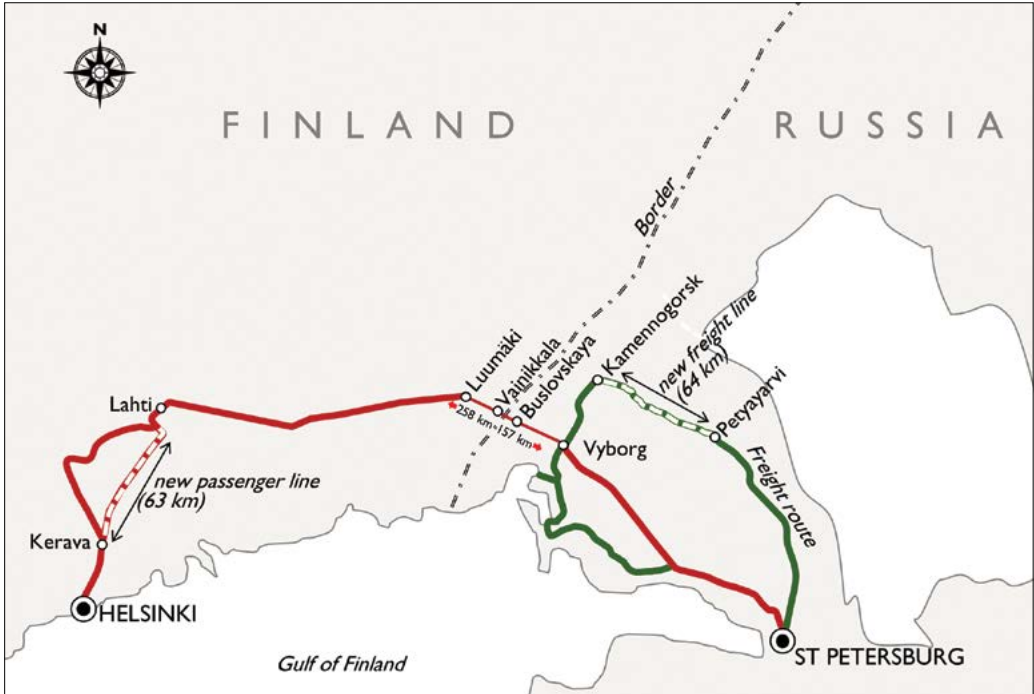 N
FINLAND
RUSSIA
Border
Kamennogorsk
new freight line
(64 km)
Luumäki
Vainikkala
Buslovskaya
Petyayarvi
Lahti
258 km
157 km
Vyborg
Freight route
new passenger line
(63 km)
Kerava
HELSINKI
ST PETERSBURG
Gulf of Finland